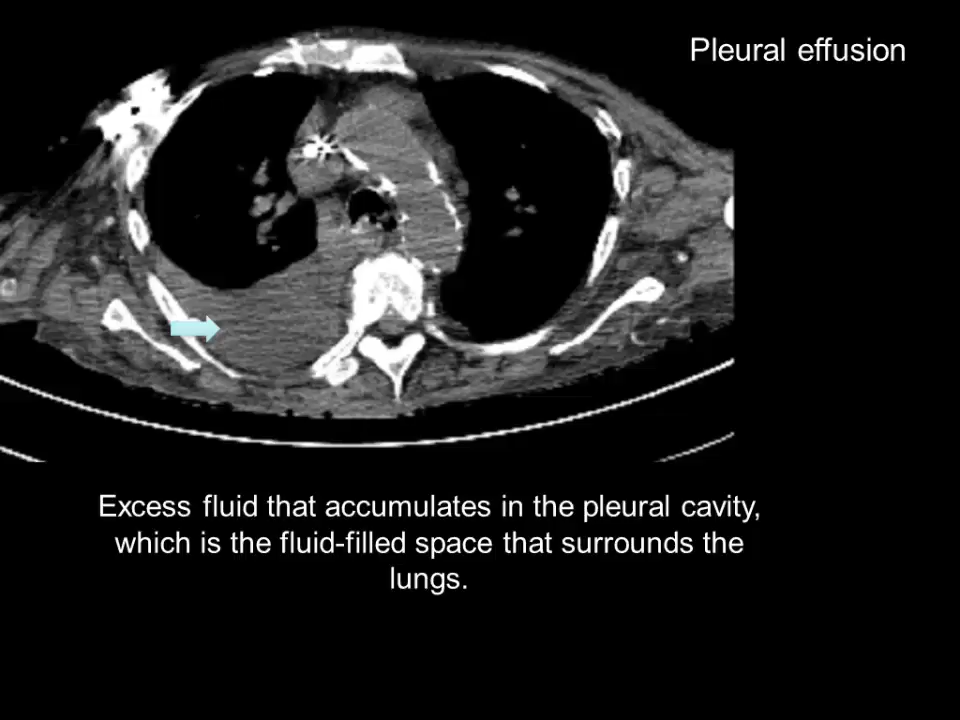 Pleural effusion
Excess fluid that accumulates in the pleural cavity,
which is the fluid-filled space that surrounds the
lungs.